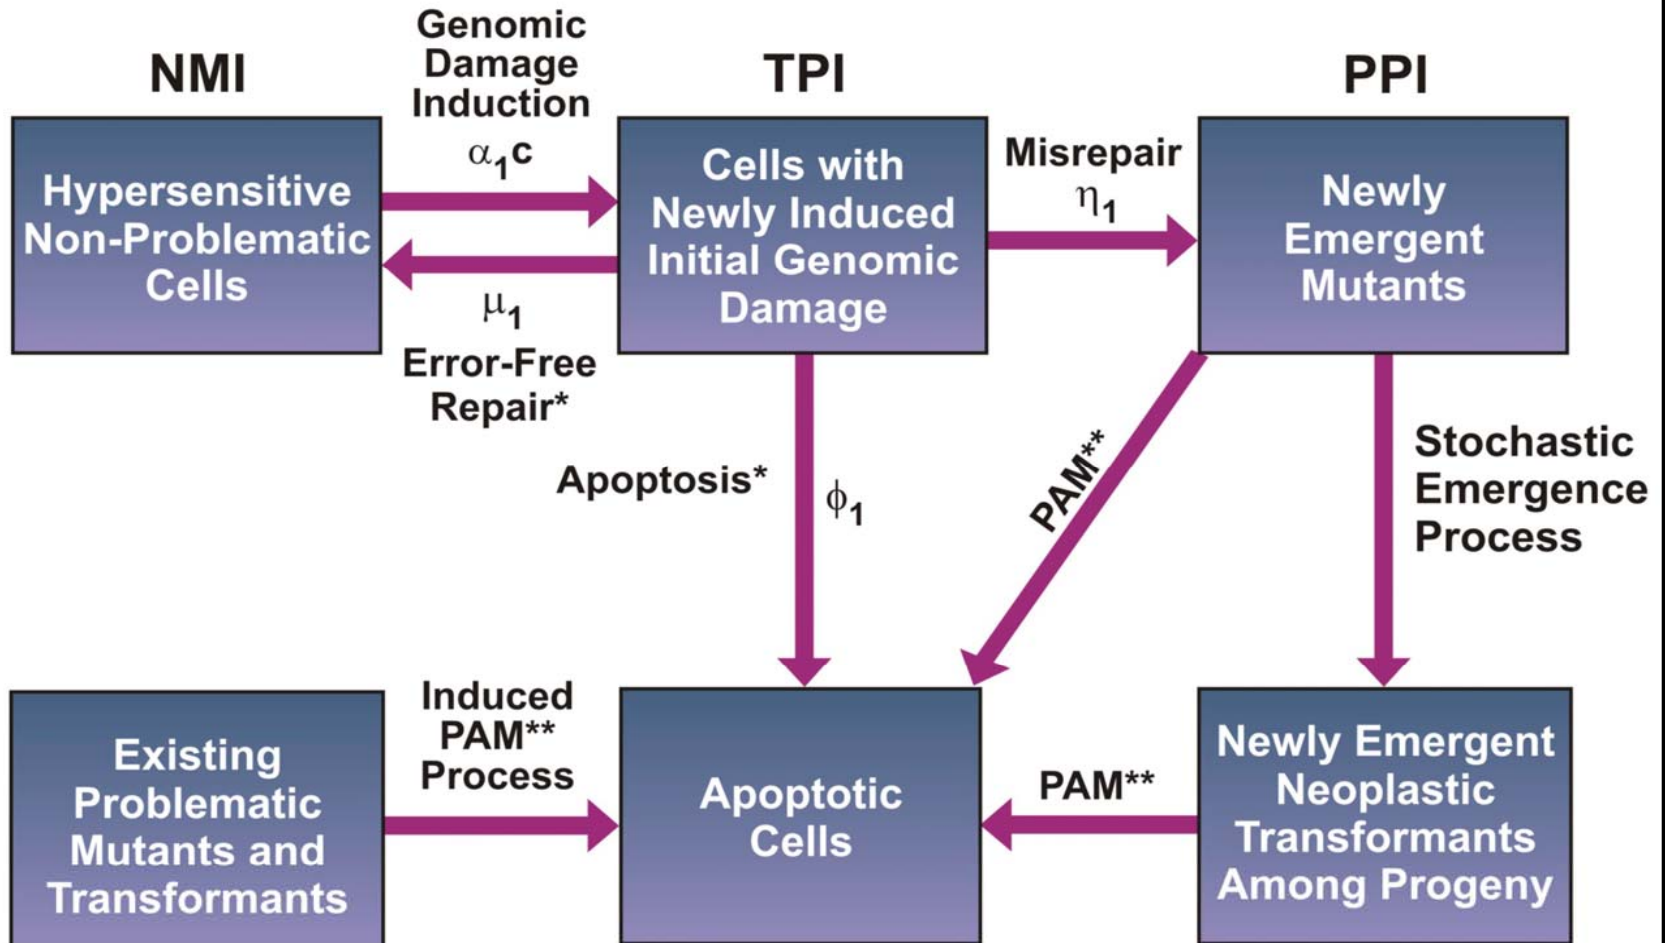 NMI
Genomic
Damage
Induction
α₁c
TPI
PPI
Hypersensitive
Non-Problematic
Cells
Cells with
Newly Induced
Initial Genomic
Damage
Misrepair
η₁
Newly
Emergent
Mutants
μ₁
Error-Free
Repair*
Apoptosis*
ϕ₁
PAM**
Stochastic
Emergence
Process
Existing
Problematic
Mutants and
Transformants
Induced
PAM**
Process
Apoptotic
Cells
PAM**
Newly Emergent
Neoplastic
Transformants
Among Progeny